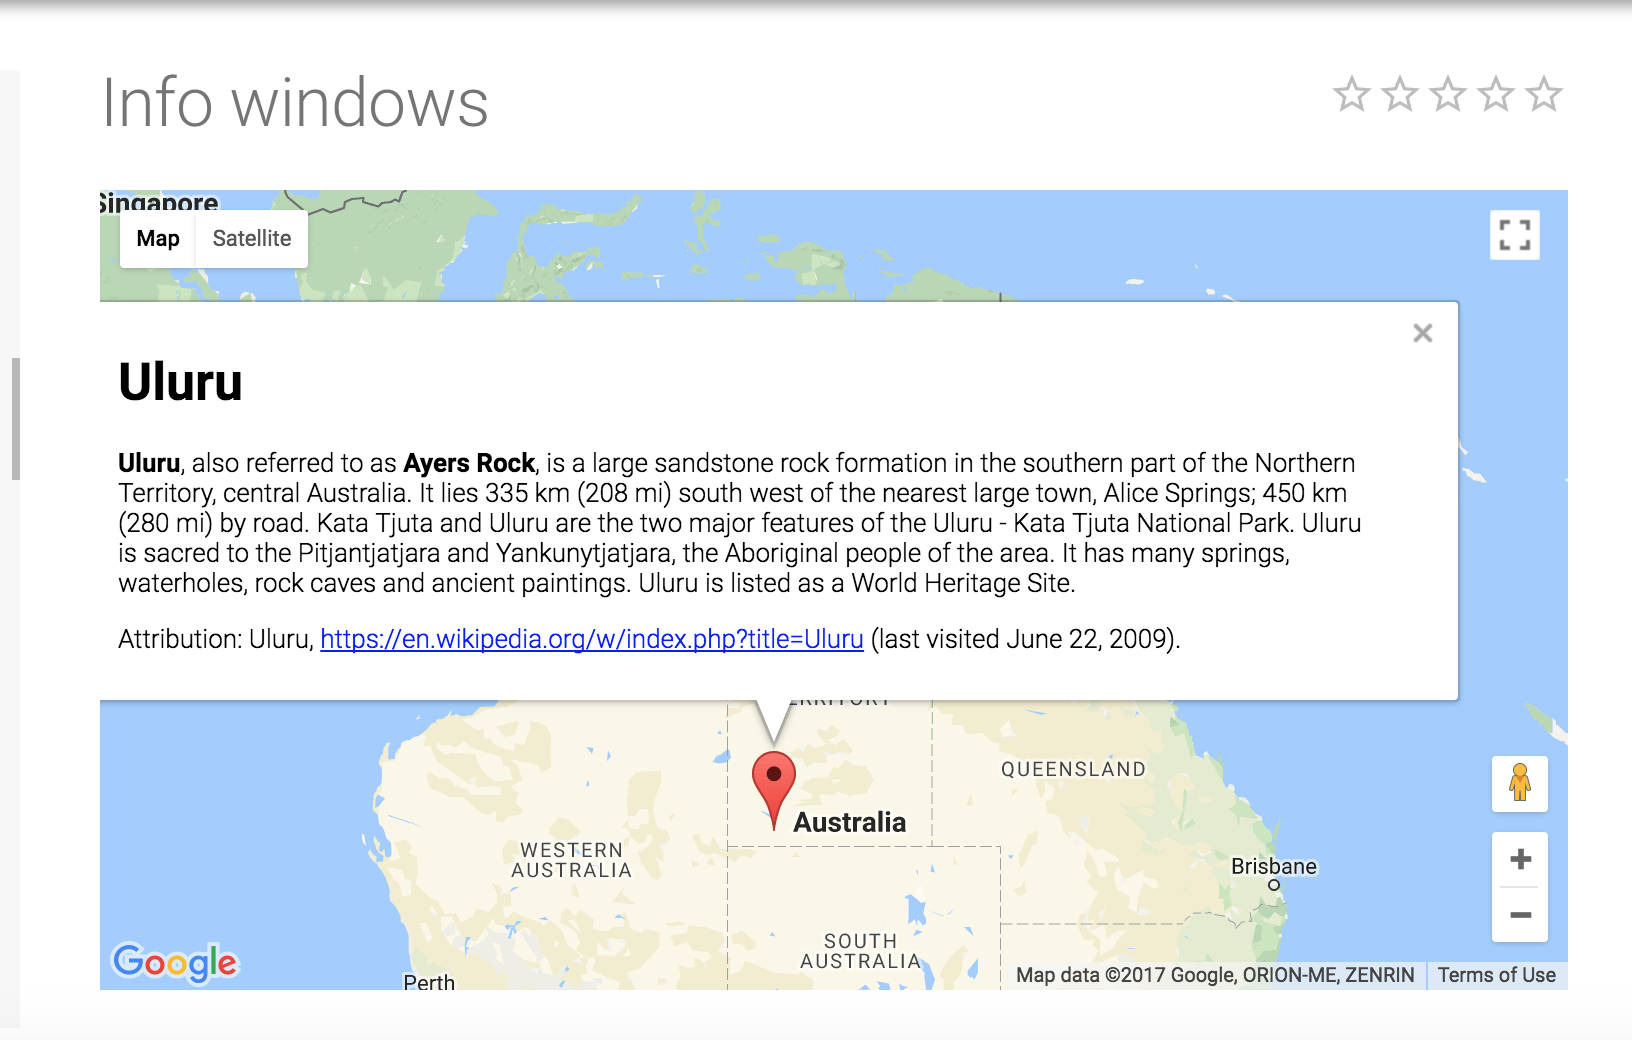 Info windows
Singapore
Map Satellite
Uluru
Uluru, also referred to as Ayers Rock, is a large sandstone rock formation in the southern part of the Northern
Territory, central Australia. It lies 335 km (208 mi) south west of the nearest large town, Alice Springs; 450 km
(280 mi) by road. Kata Tjuta and Uluru are the two major features of the Uluru - Kata Tjuta National Park. Uluru
is sacred to the Pitjantjatjara and Yankunytjatjara, the Aboriginal people of the area. It has many springs,
waterholes, rock caves and ancient paintings. Uluru is listed as a World Heritage Site.
Attribution: Uluru, https://en.wikipedia.org/w/index.php?title=Uluru (last visited June 22, 2009).
QUEENSLAND
Australia
WESTERN
AUSTRALIA
Brisbane
SOUTH
AUSTRALIA
Google
Perth
Map data ©2017 Google, ORION-ME, ZENRIN
Terms of Use